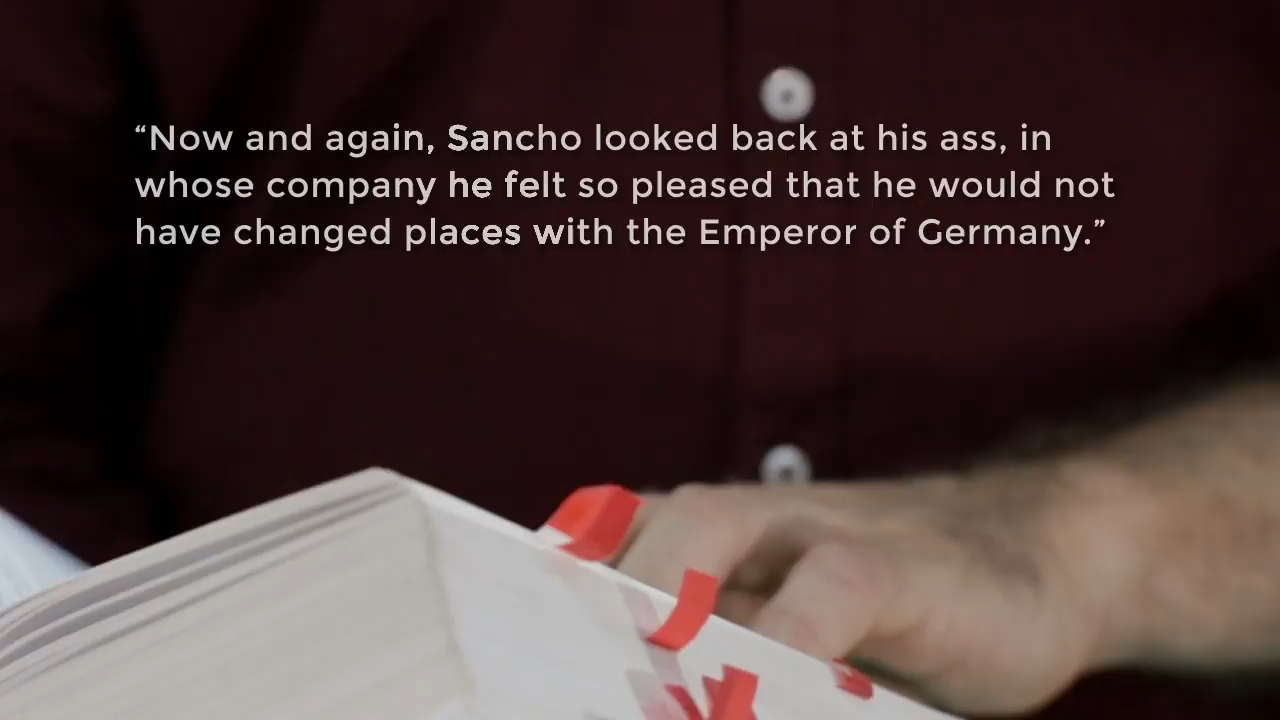 “Now and again, Sancho looked back at his ass, in
whose company he felt so pleased that he would not
have changed places with the Emperor of Germany.”